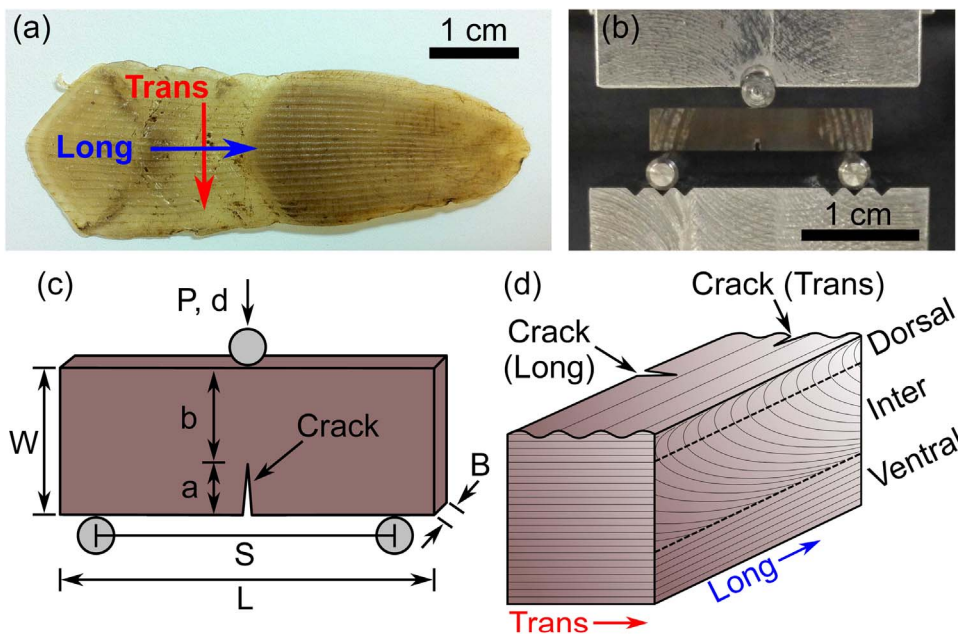 (a)
1 cm
Trans
Long
(b)
1 cm
(c)
P, d
W
b
Crack
a
B
S
L
(d)
Crack (Trans)
Crack
(Long)
Dorsal
Inter
Ventral
Long
Trans